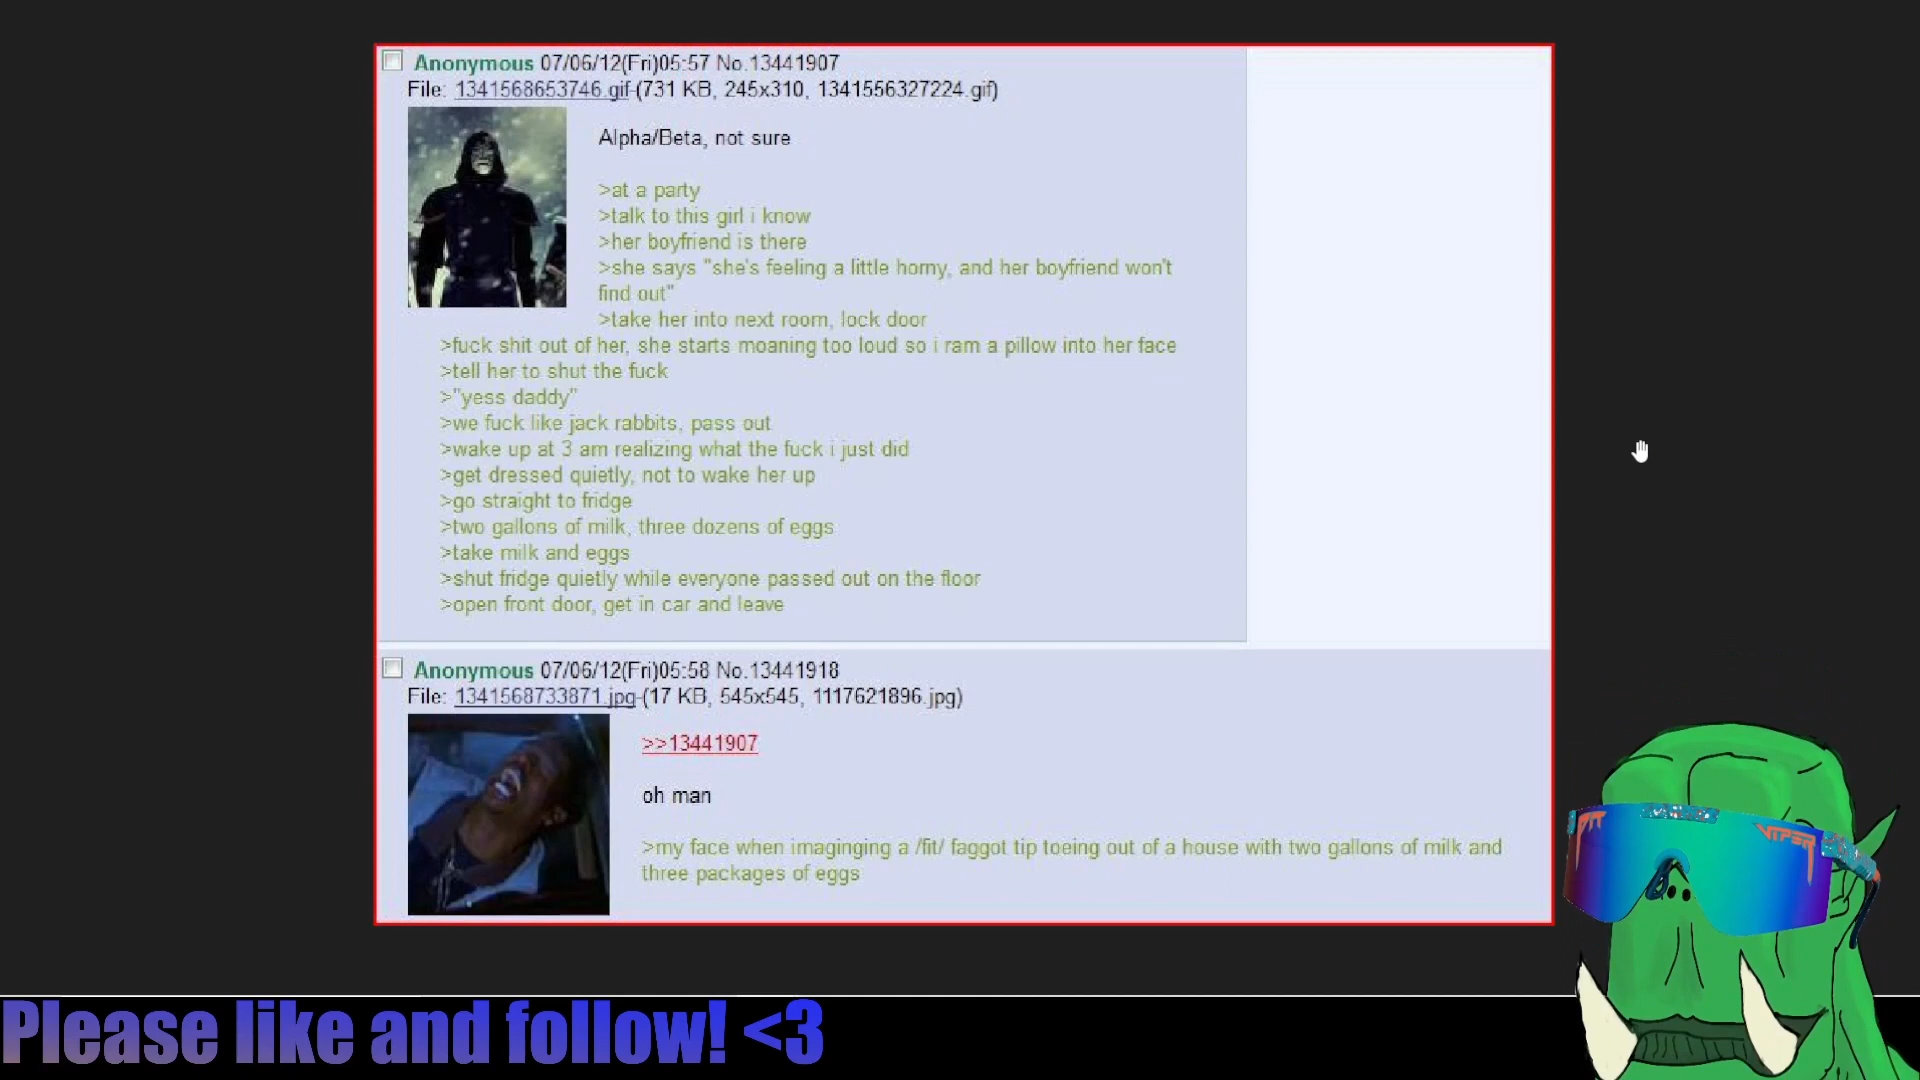 Anonymous 07/06/12(Fri)05:57 No.13441907
File: 1341568653746.gif-(731 KB, 245x310, 1341556327224.gif)
Alpha/Beta, not sure
>at a party
>talk to this girl i know
>her boyfriend is there
>she says "she's feeling a little horny, and her boyfriend won't
find out"
>take her into next room, lock door
>fuck shit out of her, she starts moaning too loud so i ram a pillow into her face
>tell her to shut the fuck
>"yess daddy"
>we fuck like jack rabbits, pass out
>wake up at 3 am realizing what the fuck i just did
>get dressed quietly, not to wake her up
>go straight to fridge
>two gallons of milk, three dozens of eggs
>take milk and eggs
>shut fridge quietly while everyone passed out on the floor
>open front door, get in car and leave
Anonymous 07/06/12(Fri)05:58 No.13441918
File: 1341568733871.jpg-(17 KB, 545x545, 1117621896.jpg)
>>13441907
oh man
>my face when imaginging a /fit/ faggot tip toeing out of a house with two gallons of milk and
three packages of eggs
PIT VIPER
Please like and follow! <3